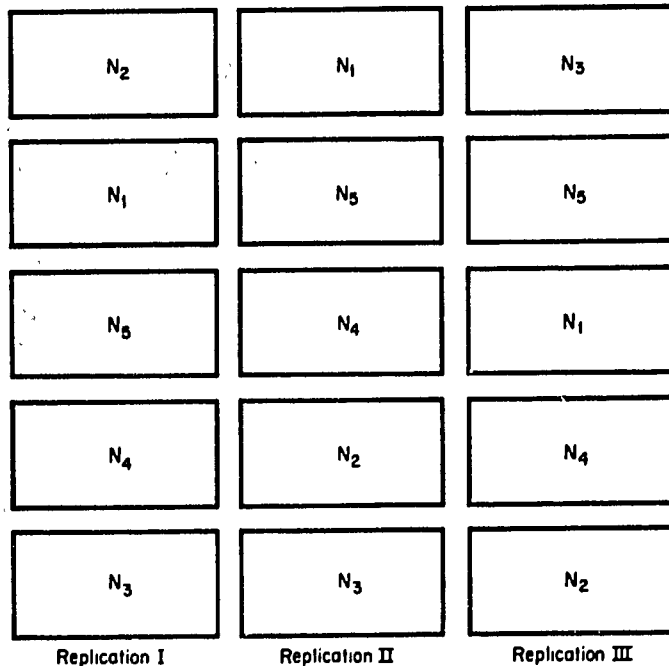 N₂ N₁ N₃
N₁ N₅ N₅
N₅ N₄ N₁
N₄ N₂ N₄
N₃ N₃ N₂
Replication I Replication II Replication III